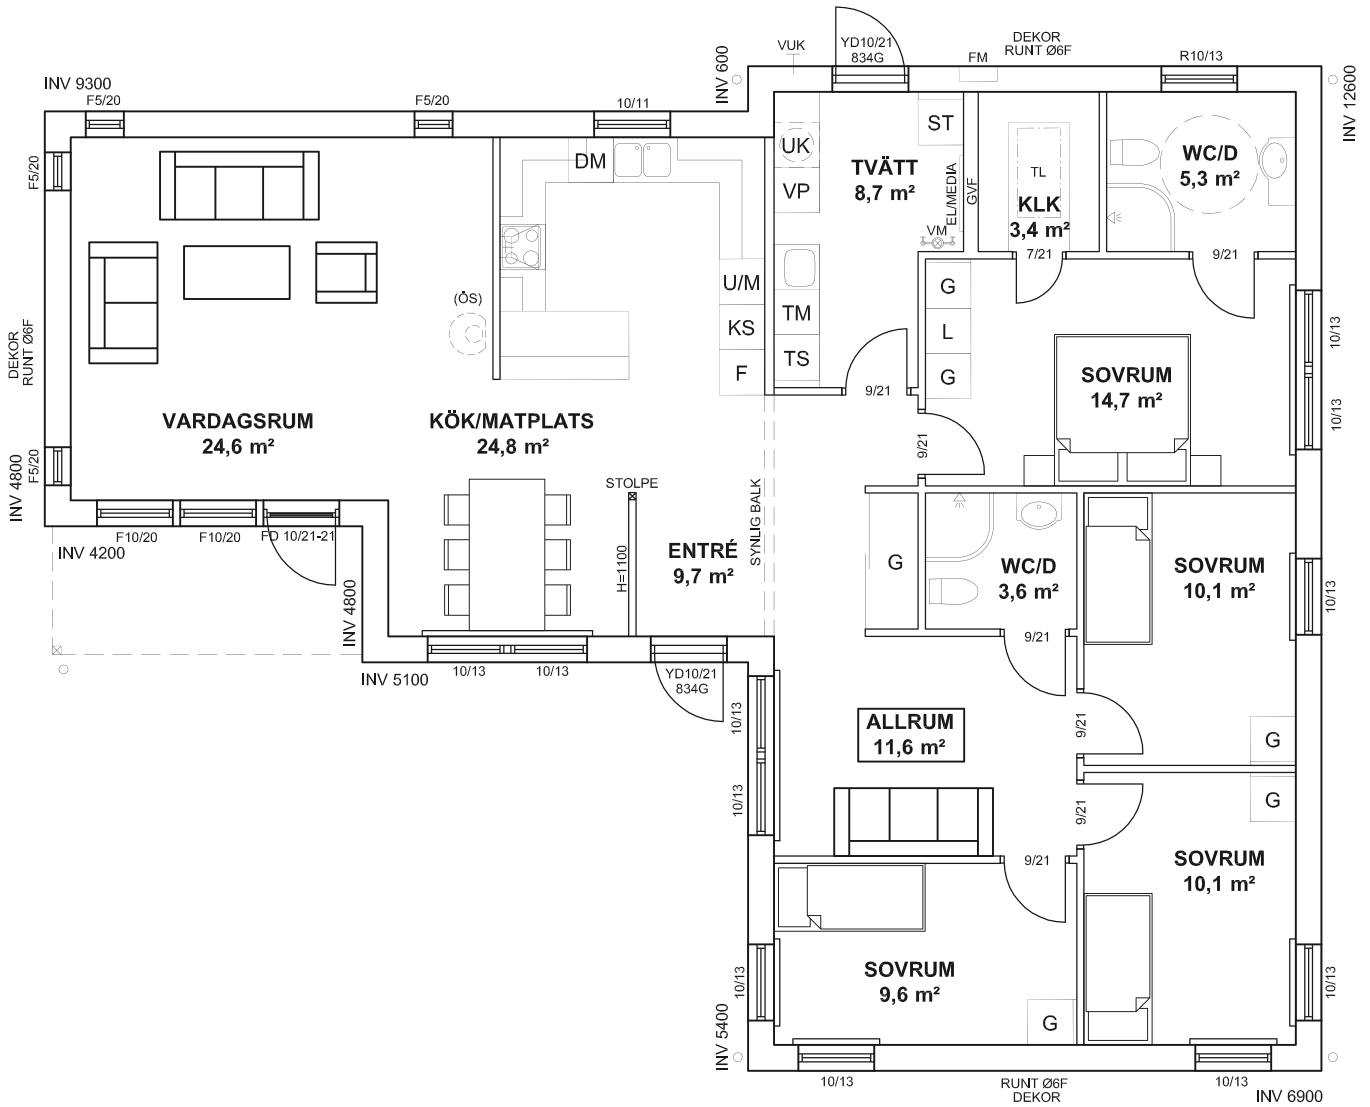 YD10/21
834G
DEKOR
RUNT Ø6F
VUK
FM
R10/13
INV 600
INV 12600
INV 9300
F5/20
F5/20
10/11
F5/20
DM
UK
ST
TVÄTT
8,7 m²
VP
EL/MEDIA
GVF
VM
TL
KLK
3,4 m²
WC/D
5,3 m²
7/21
9/21
U/M
KS
F
(ÖS)
TM
TS
G
L
G
9/21
9/21
10/13
10/13
SOVRUM
14,7 m²
DEKOR
RUNT Ø6F
VARDAGSRUM
24,6 m²
KÖK/MATPLATS
24,8 m²
INV 4800
F5/20
F10/20
F10/20
FD 10/21-21
INV 4200
INV 4800
STOLPE
H=1100
SYNLIG BALK
ENTRÉ
9,7 m²
G
WC/D
3,6 m²
SOVRUM
10,1 m²
10/13
9/21
INV 5100
10/13
10/13
YD10/21
834G
10/13
10/13
ALLRUM
11,6 m²
9/21
9/21
G
G
9/21
SOVRUM
10,1 m²
SOVRUM
9,6 m²
G
10/13
10/13
INV 5400
10/13
RUNT Ø6F
DEKOR
10/13
INV 6900